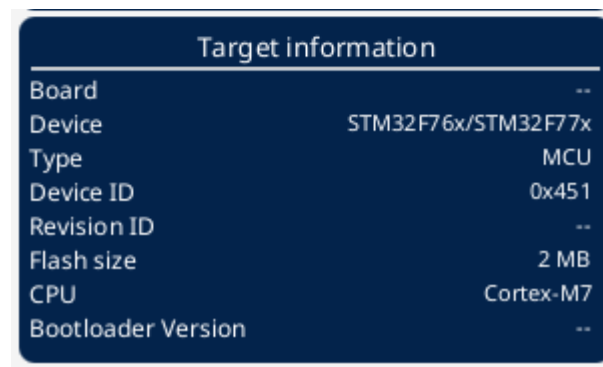 Target information
Board --
Device STM32F76x/STM32F77x
Type MCU
Device ID 0x451
Revision ID --
Flash size 2 MB
CPU Cortex-M7
Bootloader Version --